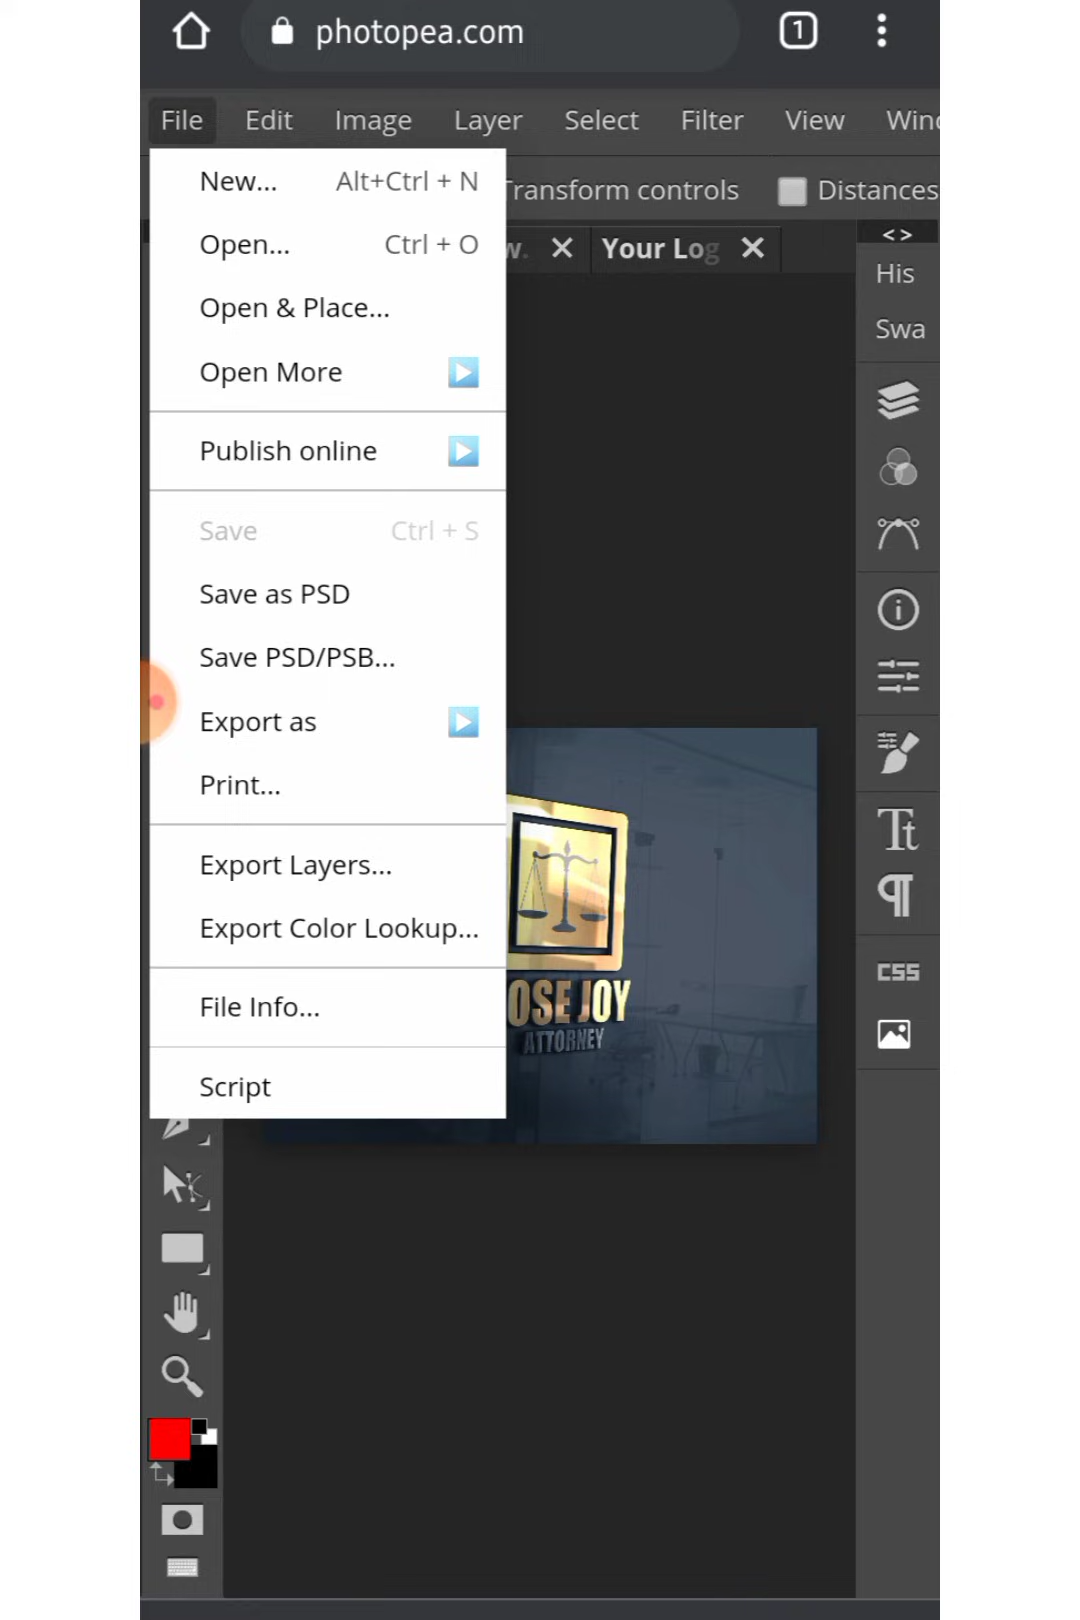 photopea.com
1
File Edit Image Layer Select Filter View
New... Alt+Ctrl + N
Transform controls Distances
Open... Ctrl + O
Your Log
< >
Open & Place...
His
Open More
Swa
Publish online
Save Ctrl + S
Save as PSD
Save PSD/PSB...
Export as
Print...
Export Layers...
Export Color Lookup...
File Info...
Script
OSE JOY
ATTORNEY
Tt
¶
CSS